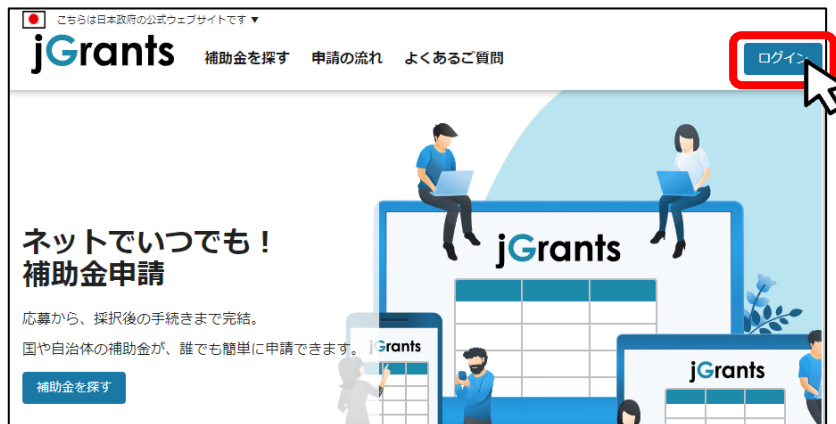 こちらは日本政府の公式ウェブサイトです ▼
jGrants 補助金を探す 申請の流れ よくあるご質問 ログイン
jGrants
ネットでいつでも！
補助金申請
応募から、採択後の手続きまで完結。
国や自治体の補助金が、誰でも簡単に申請できます。
jGrants
jGrants
補助金を探す